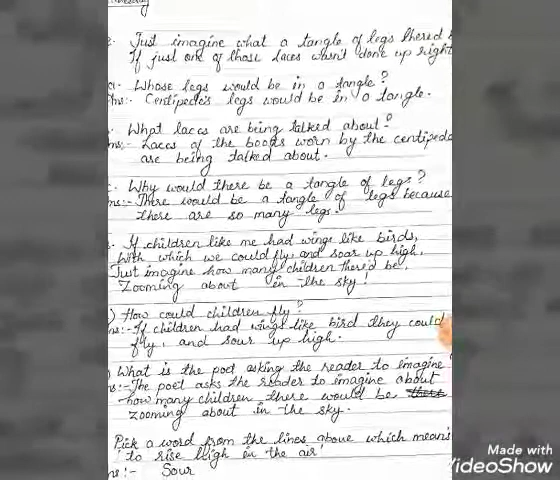 Just imagine what a tangle of legs there'd
If just one of those laces wasn't done up right
Whose legs would be in a tangle?
Ans:- Centipede's legs would be in a tangle.
What laces are being talked about?
ns:- Laces of the boots worn by the centipede
are being talked about.
Why would there be a tangle of legs?
Ans:- There would be a tangle of legs because
there are so many legs.
If children like me had wings like birds,
With which we could fly, and soar up high,
Just imagine how many children there'd be,
Zooming about in the sky!
) How could children fly?
ns:- If children had wings like bird they could
fly, and sour up high.
) What is the poet asking the reader to imagine
ns:- The poet asks the reader to imagine about
how many children there would be
zooming about in the sky.
Pick a word from the lines above which means
'to rise high in the air'
ns:- Sour
Made with
VideoShow